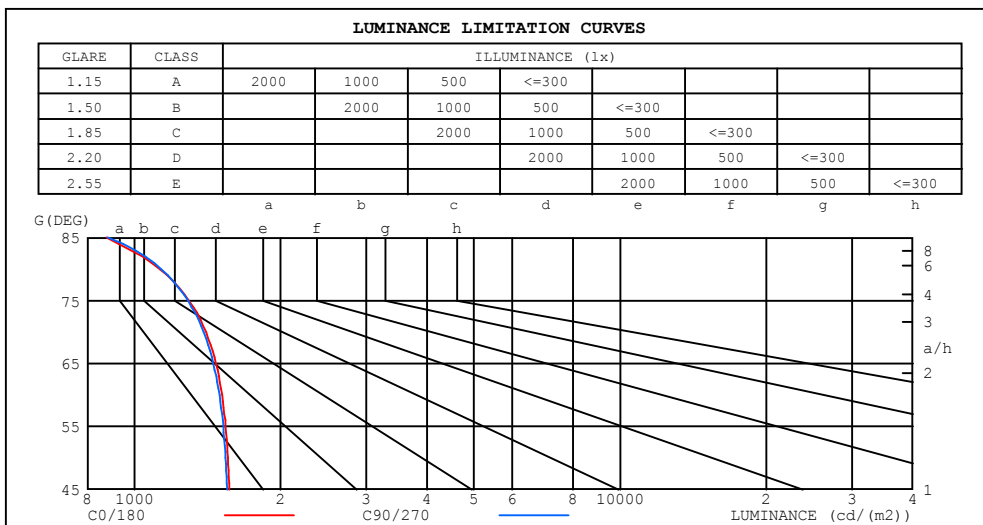 LUMINANCE LIMITATION CURVES
GLARE CLASS ILLUMINANCE (lx)
1.15 A 2000 1000 500 <=300
1.50 B 2000 1000 500 <=300
1.85 C 2000 1000 500 <=300
2.20 D 2000 1000 500 <=300
2.55 E 2000 1000 500 <=300
a b c d e f g h
G(DEG) a b c d e f g h
85 8
6
75 4
3
65 a/h
2
55
45 1
8 1000 2 3 4 5 6 8 10000 2 3 4
C0/180 C90/270 LUMINANCE (cd/(m2))